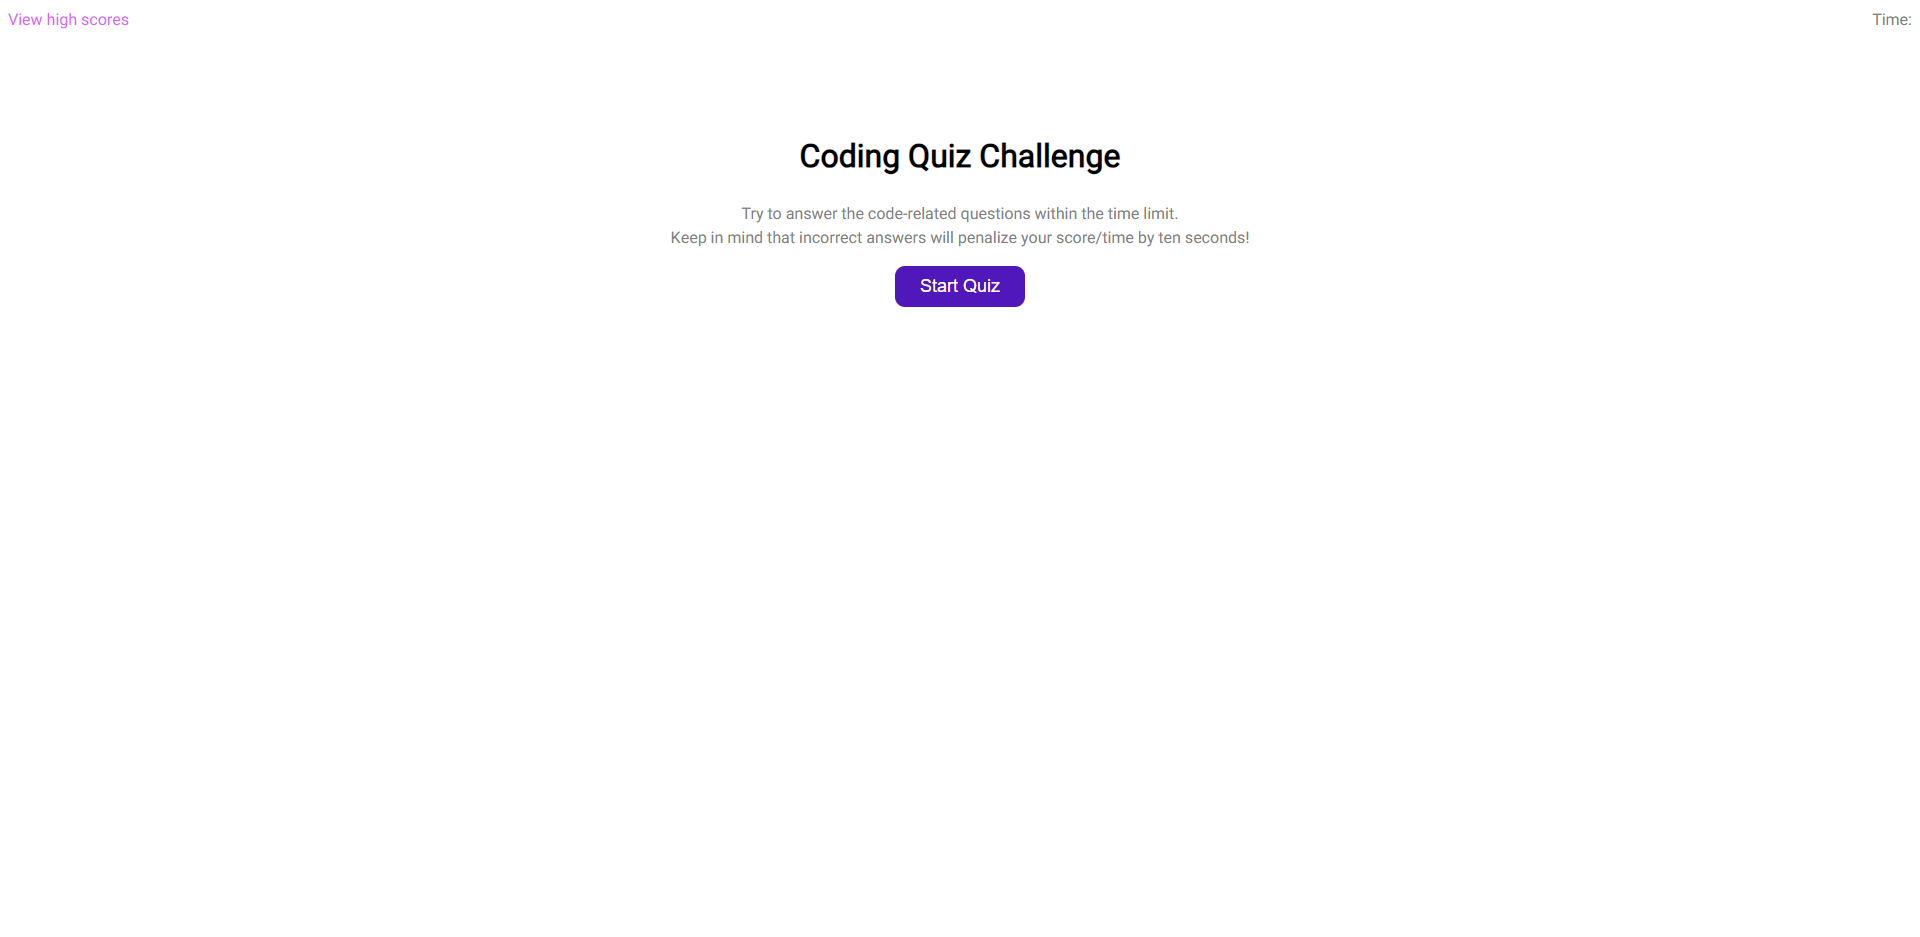 View high scores
Time:
Coding Quiz Challenge
Try to answer the code-related questions within the time limit.
Keep in mind that incorrect answers will penalize your score/time by ten seconds!
Start Quiz